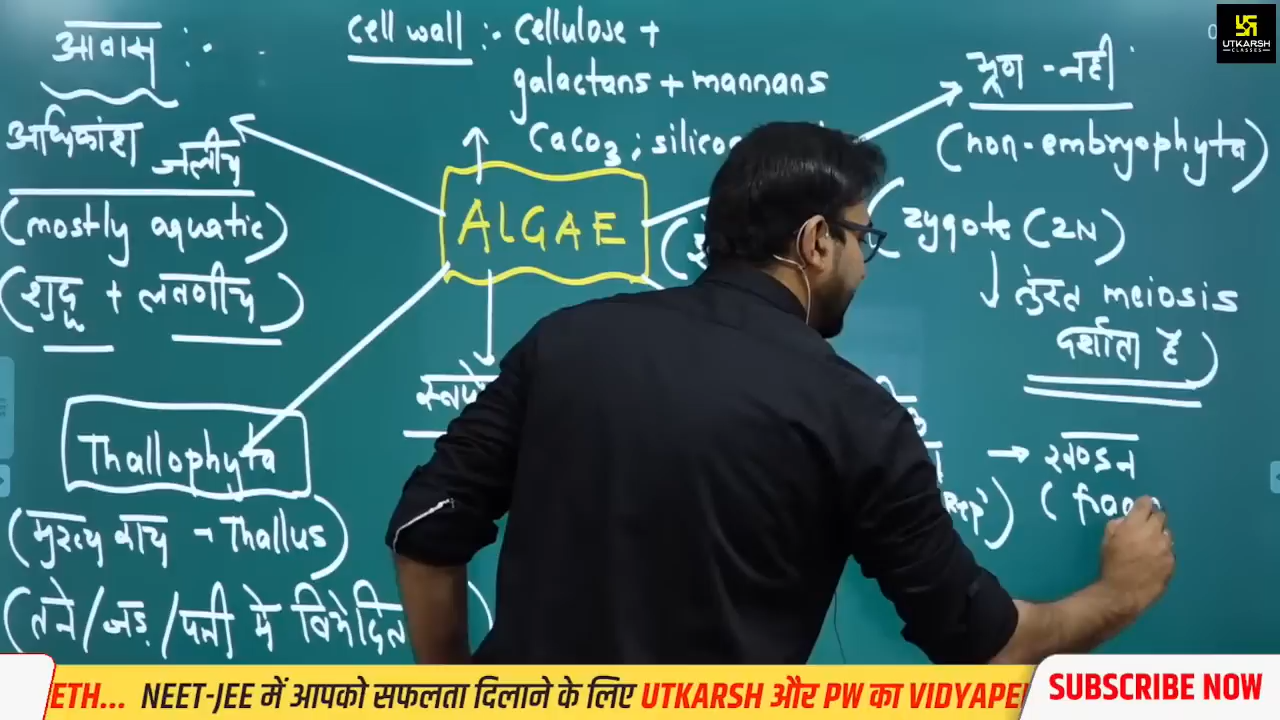 आवास :-
अधिकांश जलीय
(mostly aquatic)
(शुद्ध + लवणीय)
Thallophyta
(मुख्य काय - Thallus)
(तने/जड़/पत्ती मे विभेदित
cell wall :- cellulose +
galactans + mannans
CaCO3 ; silica
ALGAE
भ्रूण - नही
(non-embryophyta)
(zygote (2N)
तुरंत meiosis
दर्शाता है)
→ खण्डन
(frag
UTKARSH
CLASSES
ETH... NEET-JEE में आपको सफलता दिलाने के लिए UTKARSH और PW का VIDYAPE
SUBSCRIBE NOW